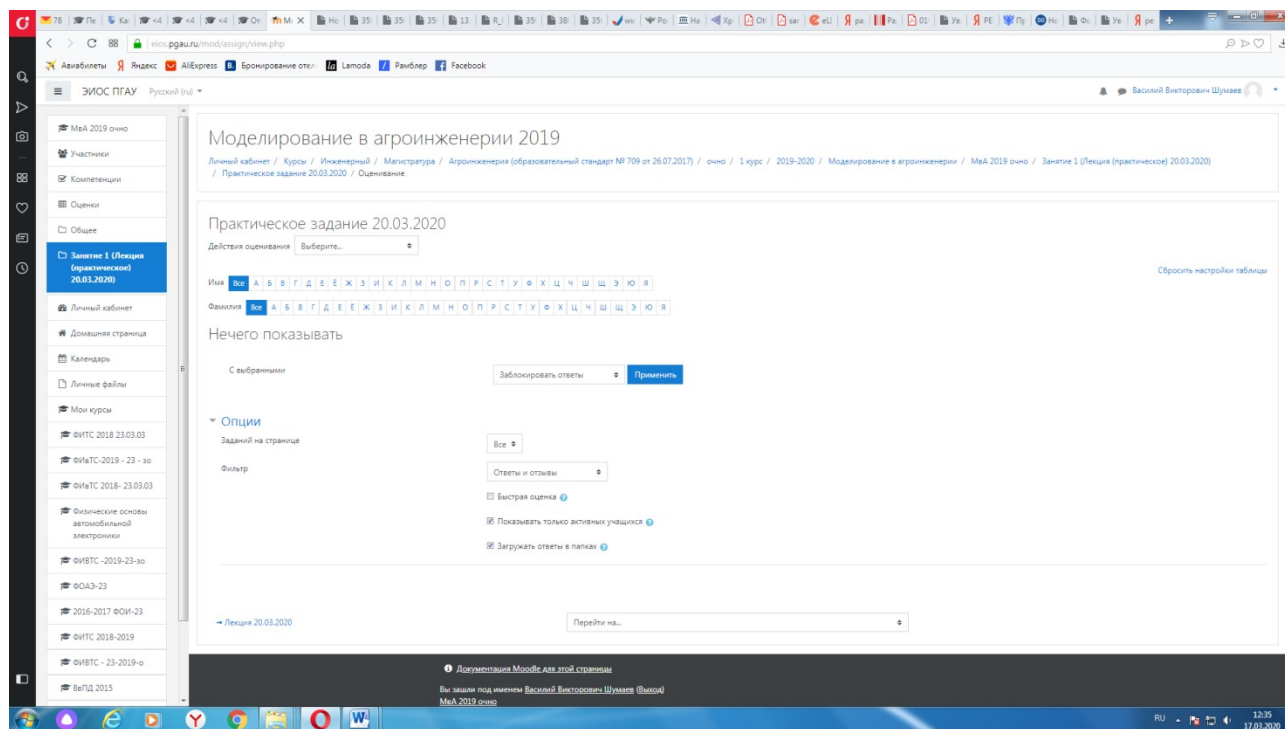 eios.pgau.ru/mod/assign/view.php
Авиабилеты Яндекс AliExpress Бронирование отел Lamoda Рамблер Facebook
ЭИОС ПГАУ Русский (ru)
Василий Викторович Шумаев
МвА 2019 очно
Участники
Компетенции
Оценки
Общее
Занятие 1 (Лекция
(практическое)
20.03.2020)
Личный кабинет
Домашняя страница
Календарь
Личные файлы
Мои курсы
ФИТС 2018 23.03.03
ФИвТС-2019 - 23 - зо
ФИвТС 2018- 23.03.03
Физические основы
автомобильной
электроники
ФИВТС -2019-23-зо
ФОАЭ-23
2016-2017 ФОИ-23
ФИТС 2018-2019
ФИВТС - 23-2019-о
ВвПД 2015
Моделирование в агроинженерии 2019
Личный кабинет / Курсы / Инженерный / Магистратура / Агроинженерия (образовательный стандарт № 709 от 26.07.2017) / очно / 1 курс / 2019-2020 / Моделирование в агроинженерии / МвА 2019 очно / Занятие 1 (Лекция (практическое) 20.03.2020)
/ Практическое задание 20.03.2020 / Оценивание
Практическое задание 20.03.2020
Действия оценивания Выберите...
Сбросить настройки таблицы
Имя Все А Б В Г Д Е Ё Ж З И К Л М Н О П Р С Т У Ф Х Ц Ч Ш Щ Э Ю Я
Фамилия Все А Б В Г Д Е Ё Ж З И К Л М Н О П Р С Т У Ф Х Ц Ч Ш Щ Э Ю Я
Нечего показывать
С выбранными Заблокировать ответы Применить
Опции
Заданий на странице Все
Фильтр Ответы и отзывы
Быстрая оценка
Показывать только активных учащихся
Загружать ответы в папках
Лекция 20.03.2020 Перейти на...
Документация Moodle для этой страницы
Вы зашли под именем Василий Викторович Шумаев (Выход)
МвА 2019 очно
RU 12:35
17.03.2020